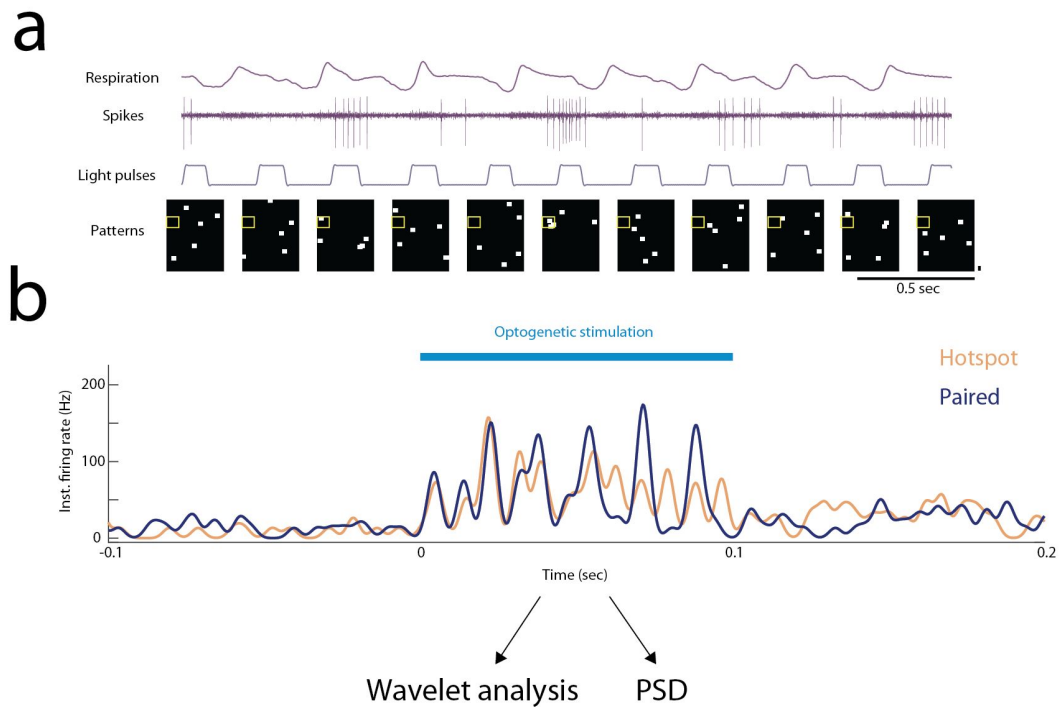 a
Respiration
Spikes
Light pulses
Patterns
0.5 sec
b
Optogenetic stimulation
Hotspot
Paired
Inst. firing rate (Hz)
200
100
0
-0.1
0
0.1
0.2
Time (sec)
Wavelet analysis
PSD